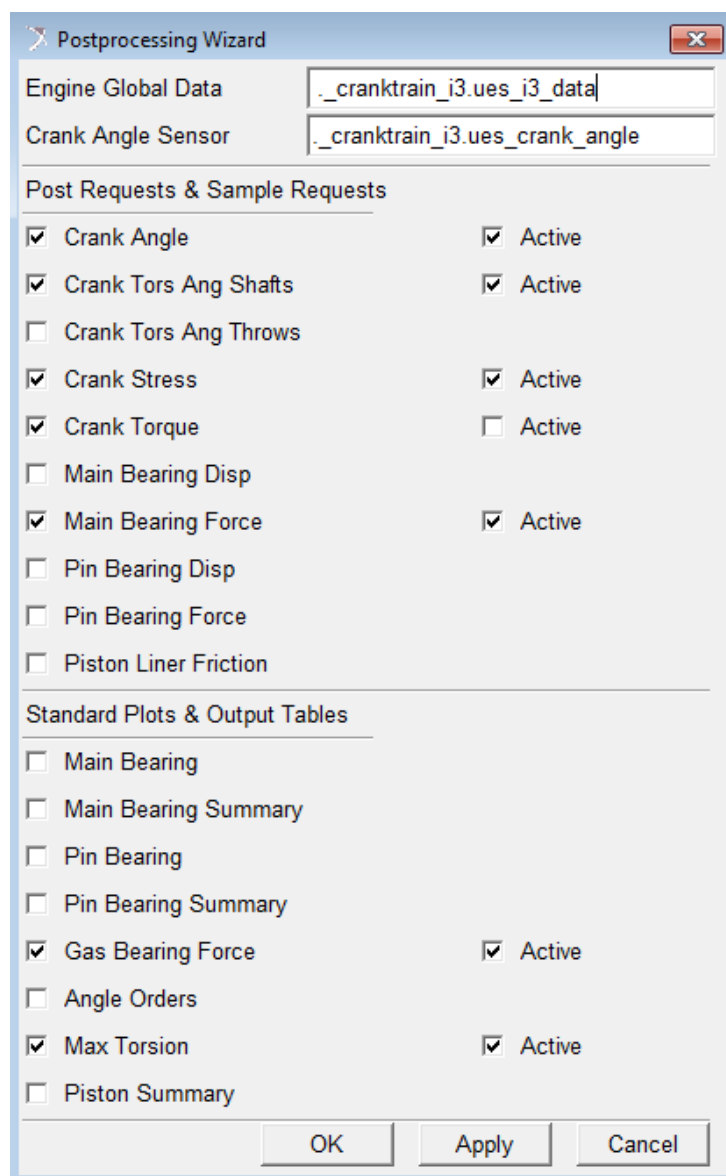 Postprocessing Wizard
Engine Global Data ._cranktrain_i3.ues_i3_data
Crank Angle Sensor ._cranktrain_i3.ues_crank_angle
Post Requests & Sample Requests
Crank Angle Active
Crank Tors Ang Shafts Active
Crank Tors Ang Throws
Crank Stress Active
Crank Torque Active
Main Bearing Disp
Main Bearing Force Active
Pin Bearing Disp
Pin Bearing Force
Piston Liner Friction
Standard Plots & Output Tables
Main Bearing
Main Bearing Summary
Pin Bearing
Pin Bearing Summary
Gas Bearing Force Active
Angle Orders
Max Torsion Active
Piston Summary
OK Apply Cancel